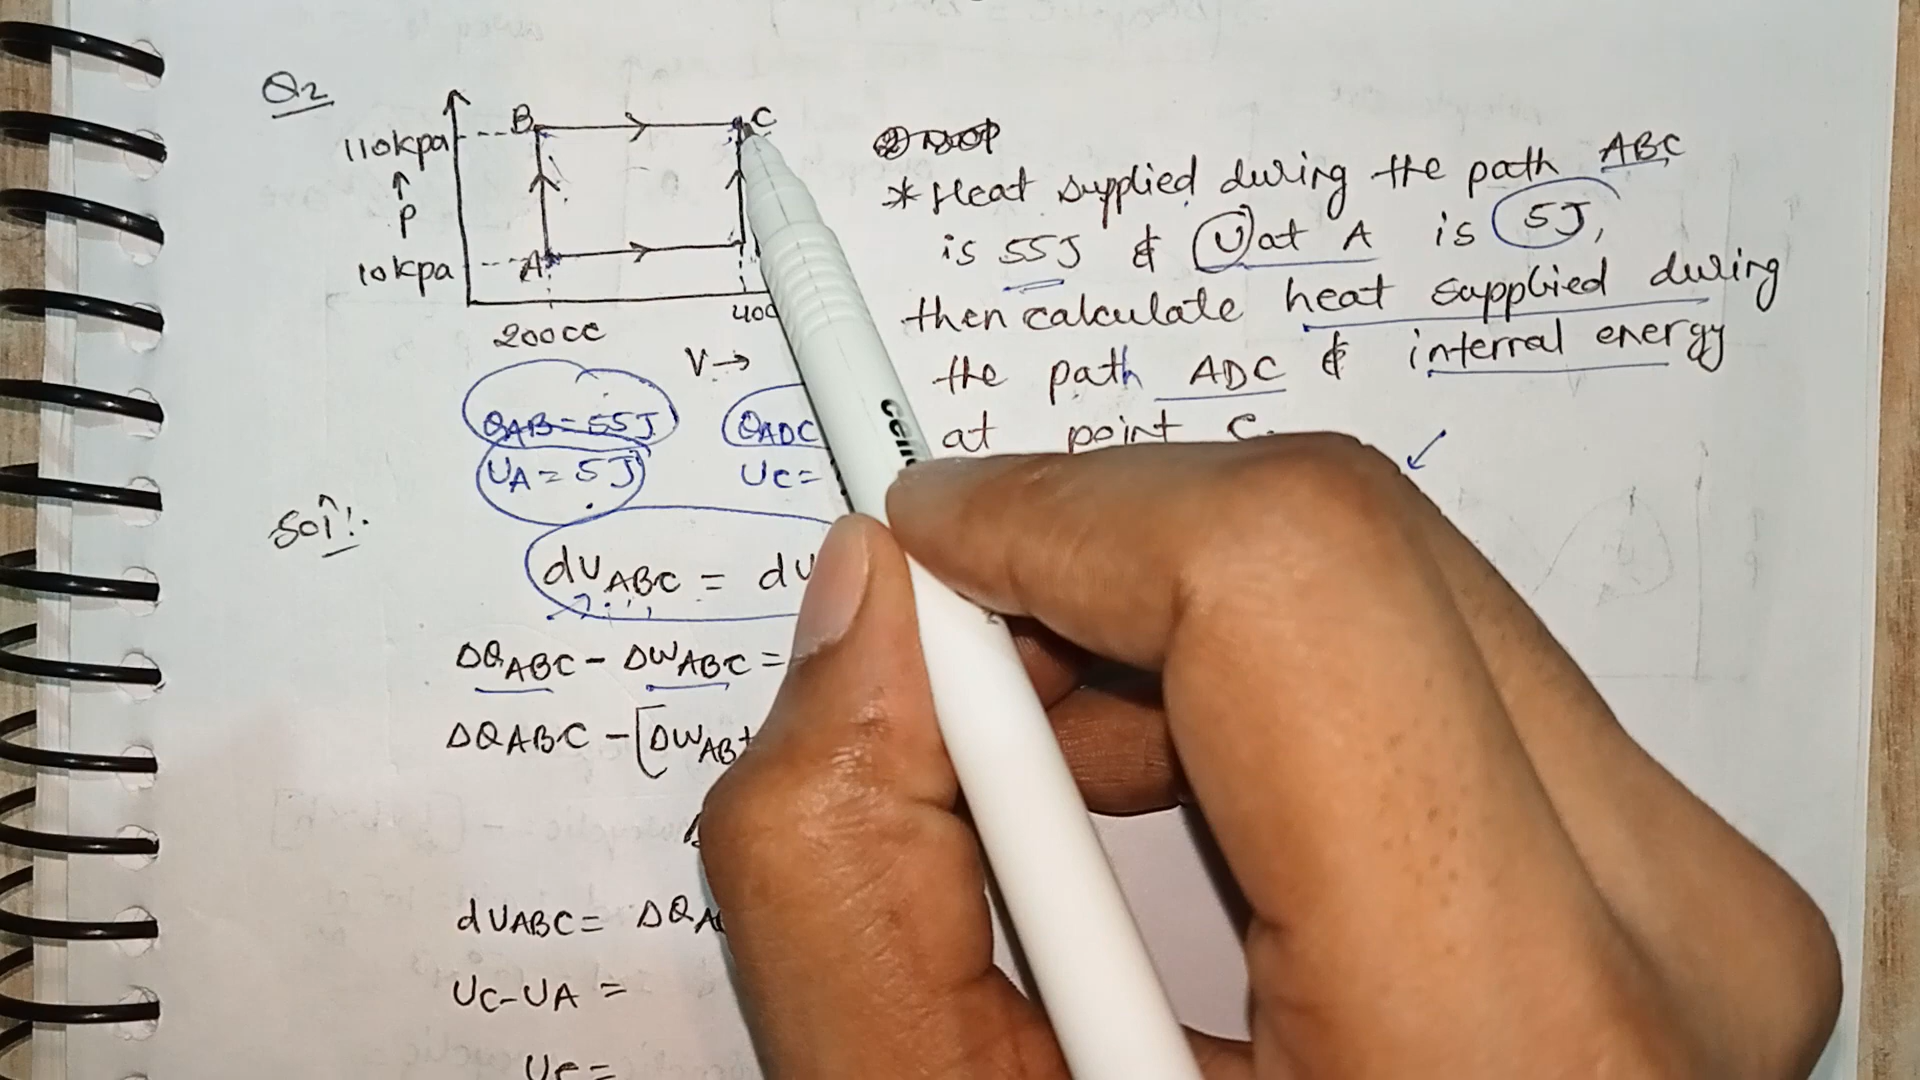 Q2
B
C
110kpa
P
10kpa
A
200cc
400
V →
* Heat supplied during the path ABC
is 55J & U at A is 5J,
then calculate heat supplied during
the path ADC & internal energy
at point C.
QAB = 55J
QADC
UA = 5J
UC =
cello
Sol:-
dUABC = dU
ΔQABC - ΔWABC =
ΔQABC - [ΔWAB+
dUABC = ΔQA
UC-UA =
UC =